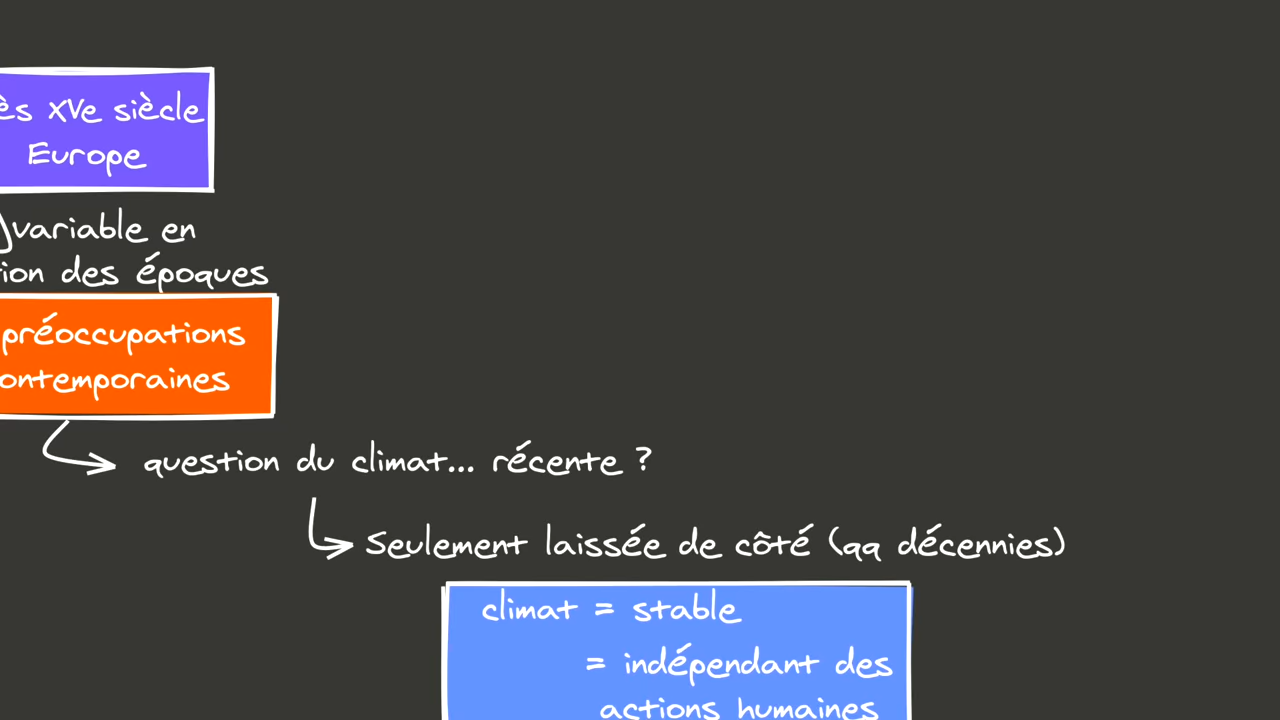 ès XVe siècle
Europe
variable en
ion des époques
préoccupations
ontemporaines
question du climat... récente ?
Seulement laissée de côté (qq décennies)
climat = stable
= indépendant des
actions humaines